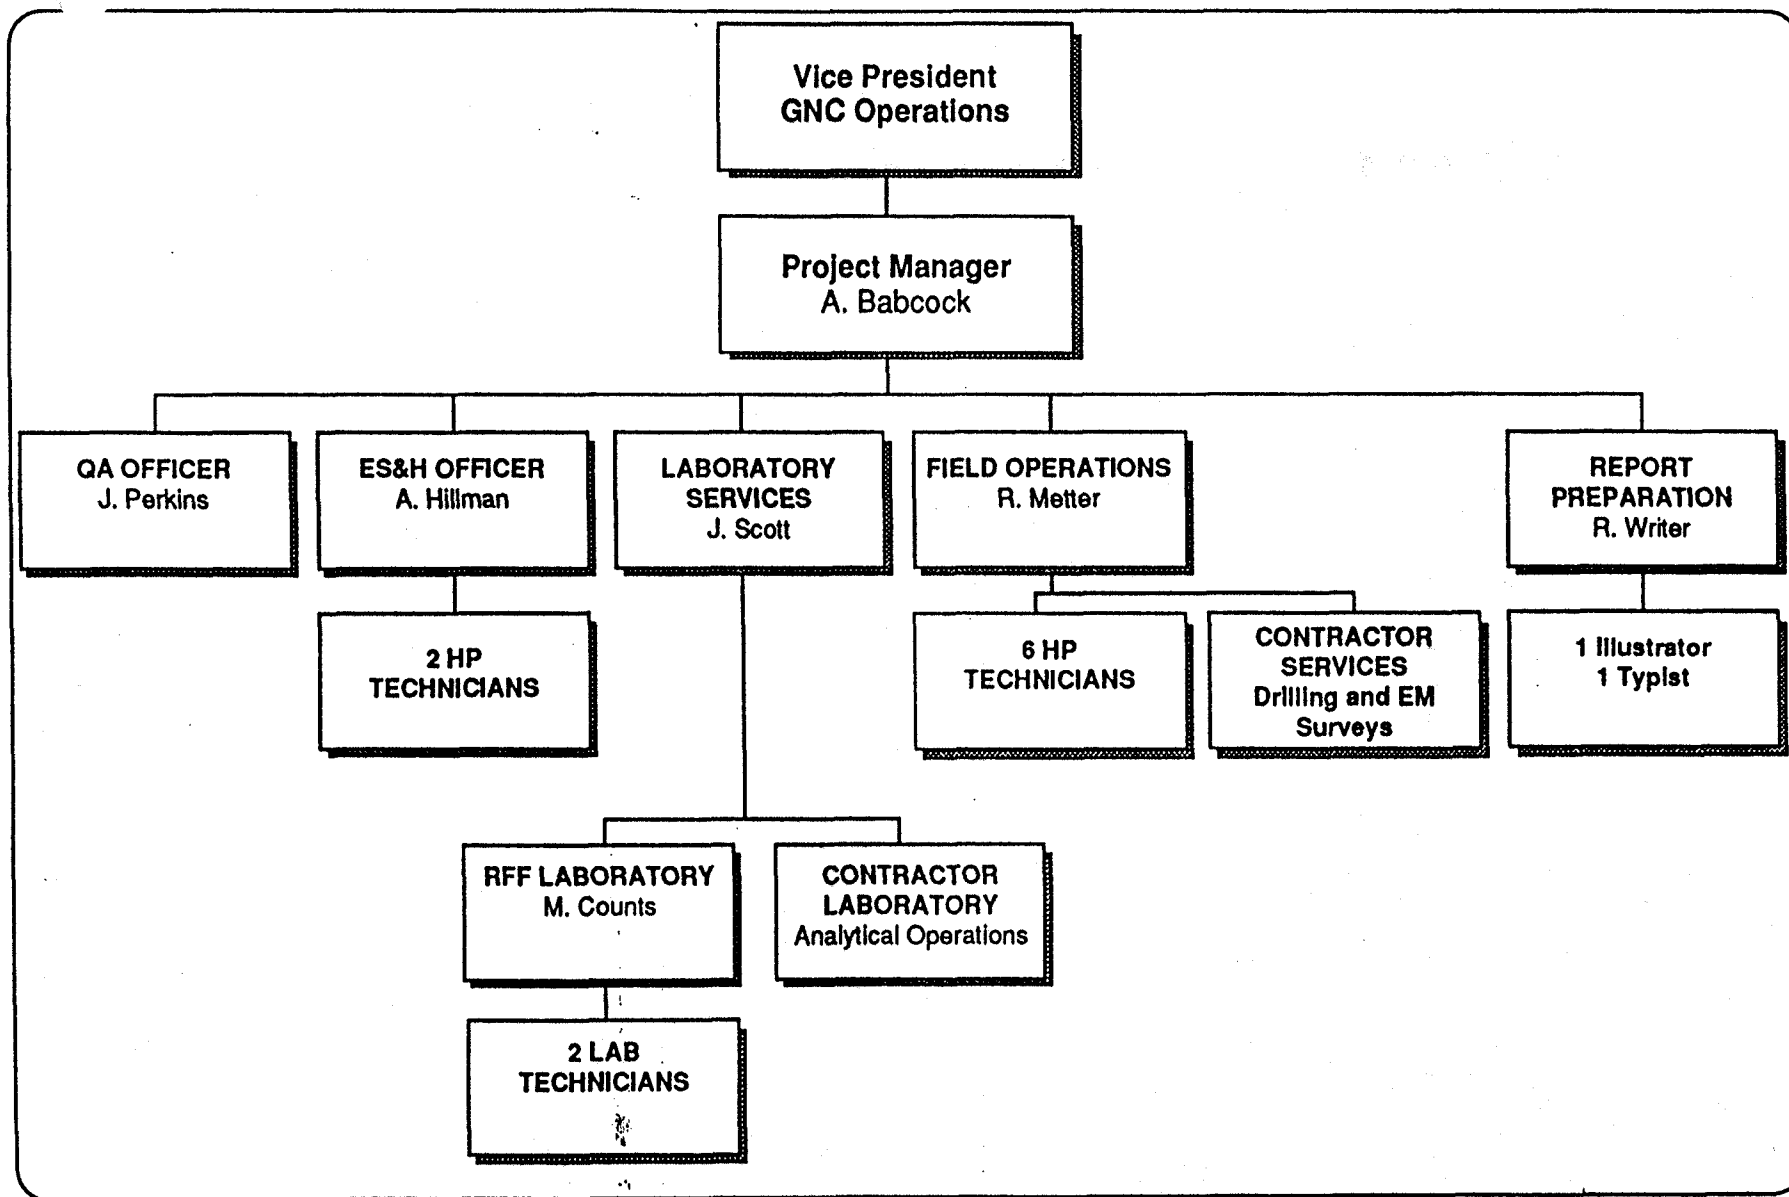 Vice President
GNC Operations
Project Manager
A. Babcock
QA OFFICER
J. Perkins
ES&H OFFICER
A. Hillman
LABORATORY
SERVICES
J. Scott
FIELD OPERATIONS
R. Metter
REPORT
PREPARATION
R. Writer
2 HP
TECHNICIANS
6 HP
TECHNICIANS
CONTRACTOR
SERVICES
Drilling and EM
Surveys
1 Illustrator
1 Typist
RFF LABORATORY
M. Counts
CONTRACTOR
LABORATORY
Analytical Operations
2 LAB
TECHNICIANS